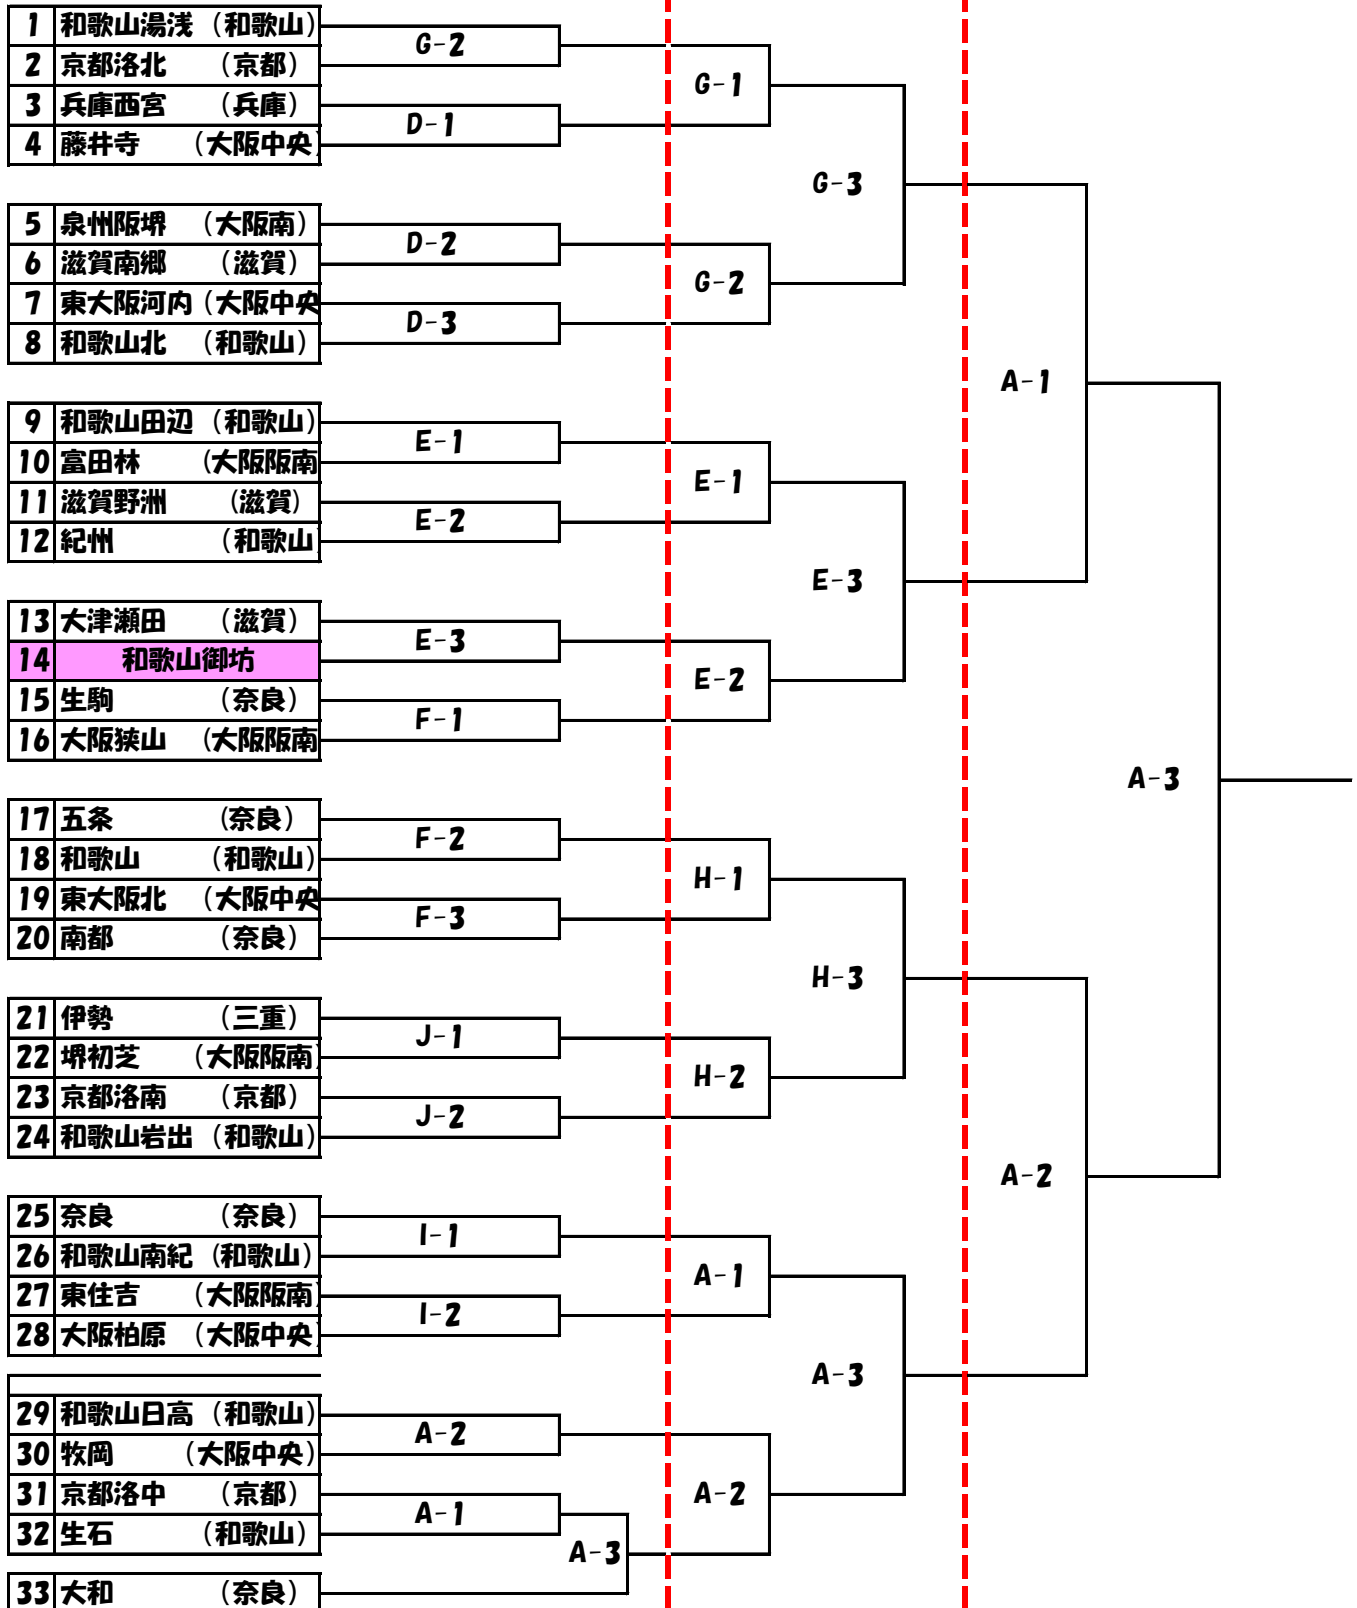 1 和歌山湯浅 (和歌山)
G-2
2 京都洛北 (京都)
G-1
3 兵庫西宮 (兵庫)
D-1
4 藤井寺 (大阪中央)
G-3
5 泉州阪堺 (大阪南)
D-2
6 滋賀南郷 (滋賀)
G-2
7 東大阪河内 (大阪中央
D-3
8 和歌山北 (和歌山)
A-1
9 和歌山田辺 (和歌山)
E-1
10 富田林 (大阪阪南
E-1
11 滋賀野洲 (滋賀)
E-2
12 紀州 (和歌山
E-3
13 大津瀬田 (滋賀)
E-3
14 和歌山御坊
E-2
15 生駒 (奈良)
F-1
16 大阪狭山 (大阪阪南
A-3
17 五条 (奈良)
F-2
18 和歌山 (和歌山)
H-1
19 東大阪北 (大阪中央
F-3
20 南都 (奈良)
H-3
21 伊勢 (三重)
J-1
22 堺初芝 (大阪阪南)
H-2
23 京都洛南 (京都)
J-2
24 和歌山岩出 (和歌山)
A-2
25 奈良 (奈良)
I-1
26 和歌山南紀 (和歌山)
A-1
27 東住吉 (大阪阪南)
I-2
28 大阪柏原 (大阪中央)
A-3
29 和歌山日高 (和歌山)
A-2
30 牧岡 (大阪中央)
31 京都洛中 (京都)
A-2
A-1
32 生石 (和歌山)
A-3
33 大和 (奈良)